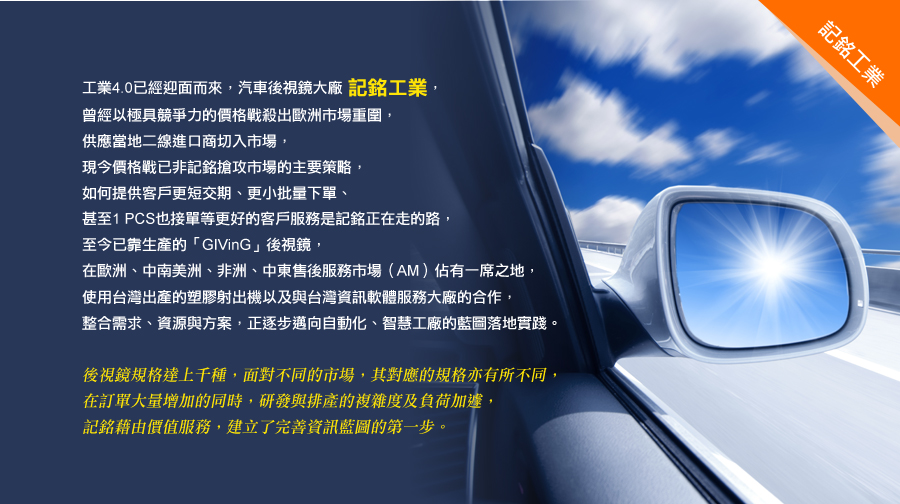 記銘工業
工業4.0已經迎面而來，汽車後視鏡大廠 記銘工業，
曾經以極具競爭力的價格戰殺出歐洲市場重圍，
供應當地二線進口商切入市場，
現今價格戰已非記銘搶攻市場的主要策略，
如何提供客戶更短交期、更小批量下單、
甚至1 PCS也接單等更好的客戶服務是記銘正在走的路，
至今已靠生產的「GIVinG」後視鏡，
在歐洲、中南美洲、非洲、中東售後服務市場（AM）佔有一席之地，
使用台灣出產的塑膠射出機以及與台灣資訊軟體服務大廠的合作，
整合需求、資源與方案，正逐步邁向自動化、智慧工廠的藍圖落地實踐。
後視鏡規格達上千種，面對不同的市場，其對應的規格亦有所不同，
在訂單大量增加的同時，研發與排產的複雜度及負荷加遽，
記銘藉由價值服務，建立了完善資訊藍圖的第一步。